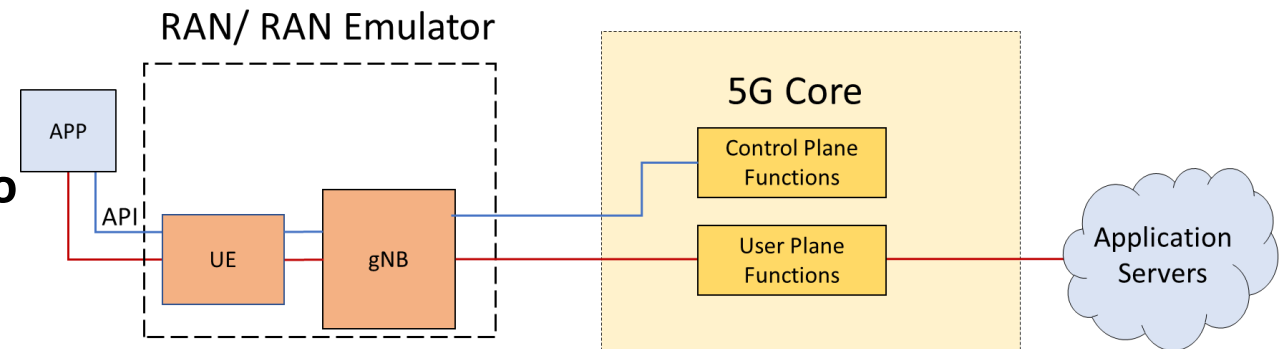 RAN/ RAN Emulator
5G Core
APP
Control Plane
Functions
o
API
UE
gNB
User Plane
Functions
Application
Servers